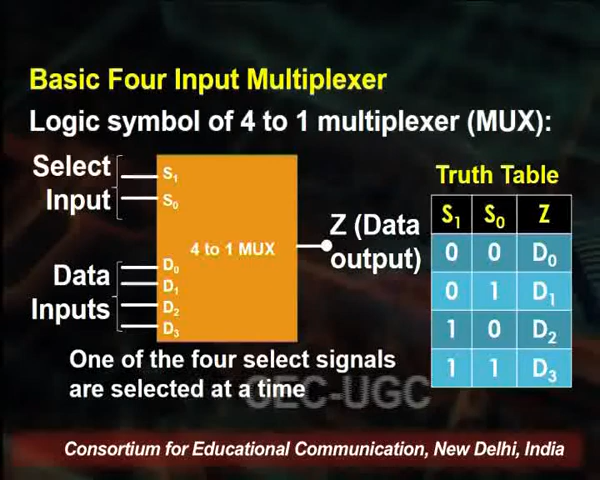 Basic Four Input Multiplexer
Logic symbol of 4 to 1 multiplexer (MUX):
Select
Input
S₁
S₀
4 to 1 MUX
Data
Inputs
D₀
D₁
D₂
D₃
Z (Data
output)
Truth Table
S₁ S₀ Z
0 0 D₀
0 1 D₁
1 0 D₂
1 1 D₃
One of the four select signals
are selected at a time
CEC-UGC
Consortium for Educational Communication, New Delhi, India